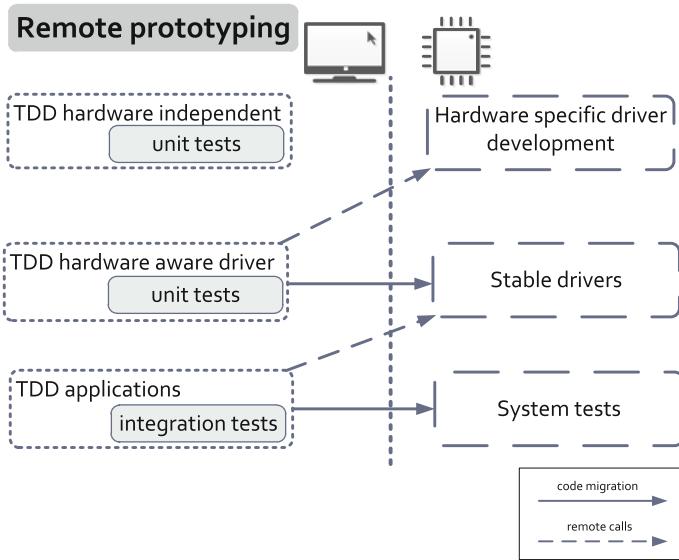 Remote prototyping
TDD hardware independent
unit tests
Hardware specific driver
development
TDD hardware aware driver
unit tests
Stable drivers
TDD applications
integration tests
System tests
code migration
remote calls